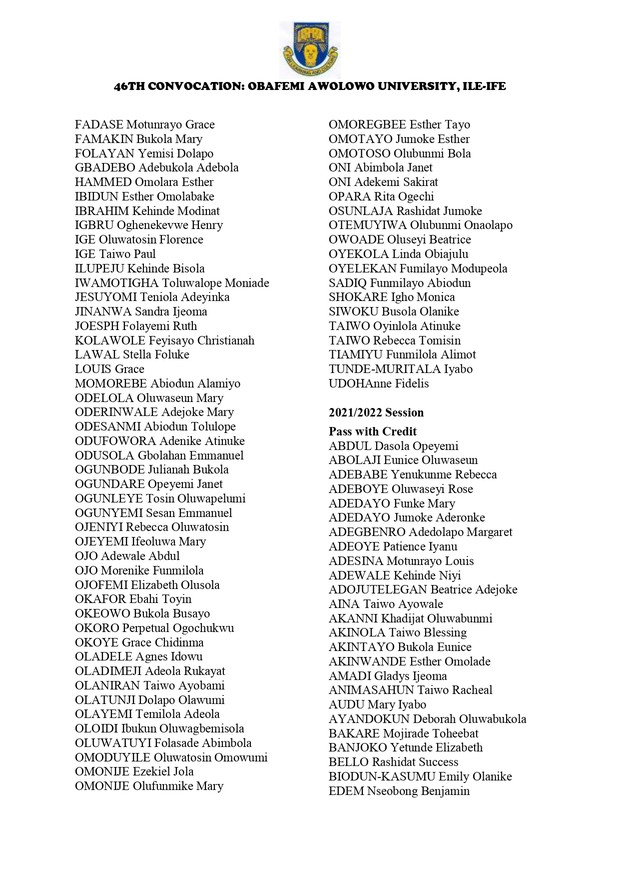 46TH CONVOCATION: OBAFEMI AWOLOWO UNIVERSITY, ILE-IFE
FADASE Motunrayo Grace
FAMAKIN Bukola Mary
FOLAYAN Yemisi Dolapo
GBADEBO Adebukola Adebola
HAMMED Omolara Esther
IBIDUN Esther Omolabake
IBRAHIM Kehinde Modinat
IGBRU Oghenekevwe Henry
IGE Oluwatosin Florence
IGE Taiwo Paul
ILUPEJU Kehinde Bisola
IWAMOTIGHA Toluwalope Moniade
JESUYOMI Teniola Adeyinka
JINANWA Sandra Ijeoma
JOESPH Folayemi Ruth
KOLAWOLE Feyisayo Christianah
LAWAL Stella Foluke
LOUIS Grace
MOMOREBE Abiodun Alamiyo
ODELOLA Oluwaseun Mary
ODERINWALE Adejoke Mary
ODESANMI Abiodun Tolulope
ODUFOWORA Adenike Atinuke
ODUSOLA Gbolahan Emmanuel
OGUNBODE Julianah Bukola
OGUNDARE Opeyemi Janet
OGUNLEYE Tosin Oluwapelumi
OGUNYEMI Sesan Emmanuel
OJENIYI Rebecca Oluwatosin
OJEYEMI Ifeoluwa Mary
OJO Adewale Abdul
OJO Morenike Funmilola
OJOFEMI Elizabeth Olusola
OKAFOR Ebahi Toyin
OKEOWO Bukola Busayo
OKORO Perpetual Ogochukwu
OKOYE Grace Chidinma
OLADELE Agnes Idowu
OLADIMEJI Adeola Rukayat
OLANIRAN Taiwo Ayobami
OLATUNJI Dolapo Olawumi
OLAYEMI Temilola Adeola
OLOIDI Ibukun Oluwagbemisola
OLUWATUYI Folasade Abimbola
OMODUYILE Oluwatosin Omowumi
OMONIJE Ezekiel Jola
OMONIJE Olufunmike Mary
OMOREGBEE Esther Tayo
OMOTAYO Jumoke Esther
OMOTOSO Olubunmi Bola
ONI Abimbola Janet
ONI Adekemi Sakirat
OPARA Rita Ogechi
OSUNLAJA Rashidat Jumoke
OTEMUYIWA Olubunmi Onaolapo
OWOADE Oluseyi Beatrice
OYEKOLA Linda Obiajulu
OYELEKAN Fumilayo Modupeola
SADIQ Funmilayo Abiodun
SHOKARE Igho Monica
SIWOKU Busola Olanike
TAIWO Oyinlola Atinuke
TAIWO Rebecca Tomisin
TIAMIYU Funmilola Alimot
TUNDE-MURITALA Iyabo
UDOHAnne Fidelis
2021/2022 Session
Pass with Credit
ABDUL Dasola Opeyemi
ABOLAJI Eunice Oluwaseun
ADEBABE Yenukunme Rebecca
ADEBOYE Oluwaseyi Rose
ADEDAYO Funke Mary
ADEDAYO Jumoke Aderonke
ADEGBENRO Adedolapo Margaret
ADEOYE Patience Iyanu
ADESINA Motunrayo Louis
ADEWALE Kehinde Niyi
ADOJUTELEGAN Beatrice Adejoke
AINA Taiwo Ayowale
AKANNI Khadijat Oluwabunmi
AKINOLA Taiwo Blessing
AKINTAYO Bukola Eunice
AKINWANDE Esther Omolade
AMADI Gladys Ijeoma
ANIMASAHUN Taiwo Racheal
AUDU Mary Iyabo
AYANDOKUN Deborah Oluwabukola
BAKARE Mojirade Toheebat
BANJOKO Yetunde Elizabeth
BELLO Rashidat Success
BIODUN-KASUMU Emily Olanike
EDEM Nseobong Benjamin